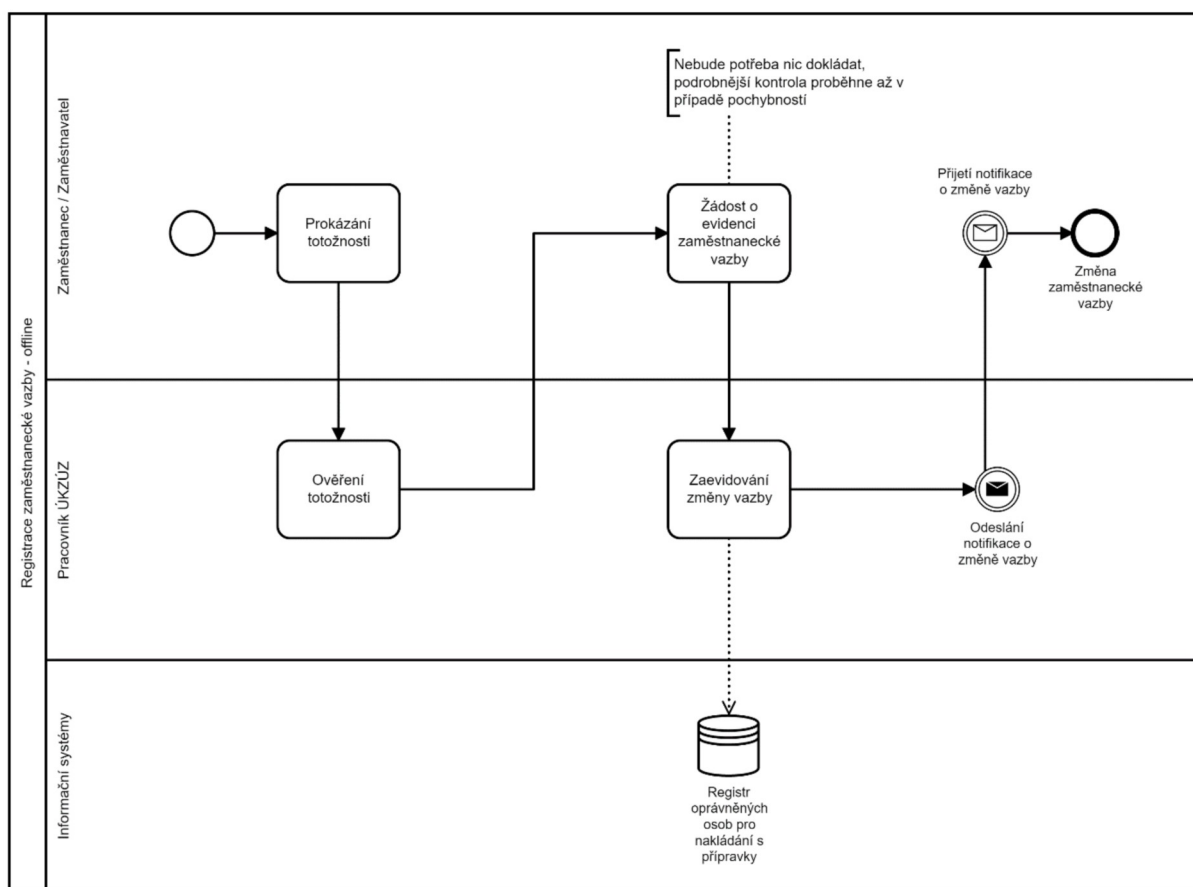 Registrace zaměstnanecké vazby - offline
Zaměstnanec / Zaměstnavatel
Nebude potřeba nic dokládat,
podrobnější kontrola proběhne až v
případě pochybností
Prokázání
totožnosti
Žádost o
evidenci
zaměstnanecké
vazby
Přijetí notifikace
o změně vazby
Změna
zaměstnanecké
vazby
Pracovník ÚKZÚZ
Ověření
totožnosti
Zaevidování
změny vazby
Odeslání
notifikace o
změně vazby
Informační systémy
Registr
oprávněných
osob pro
nakládání s
přípravky